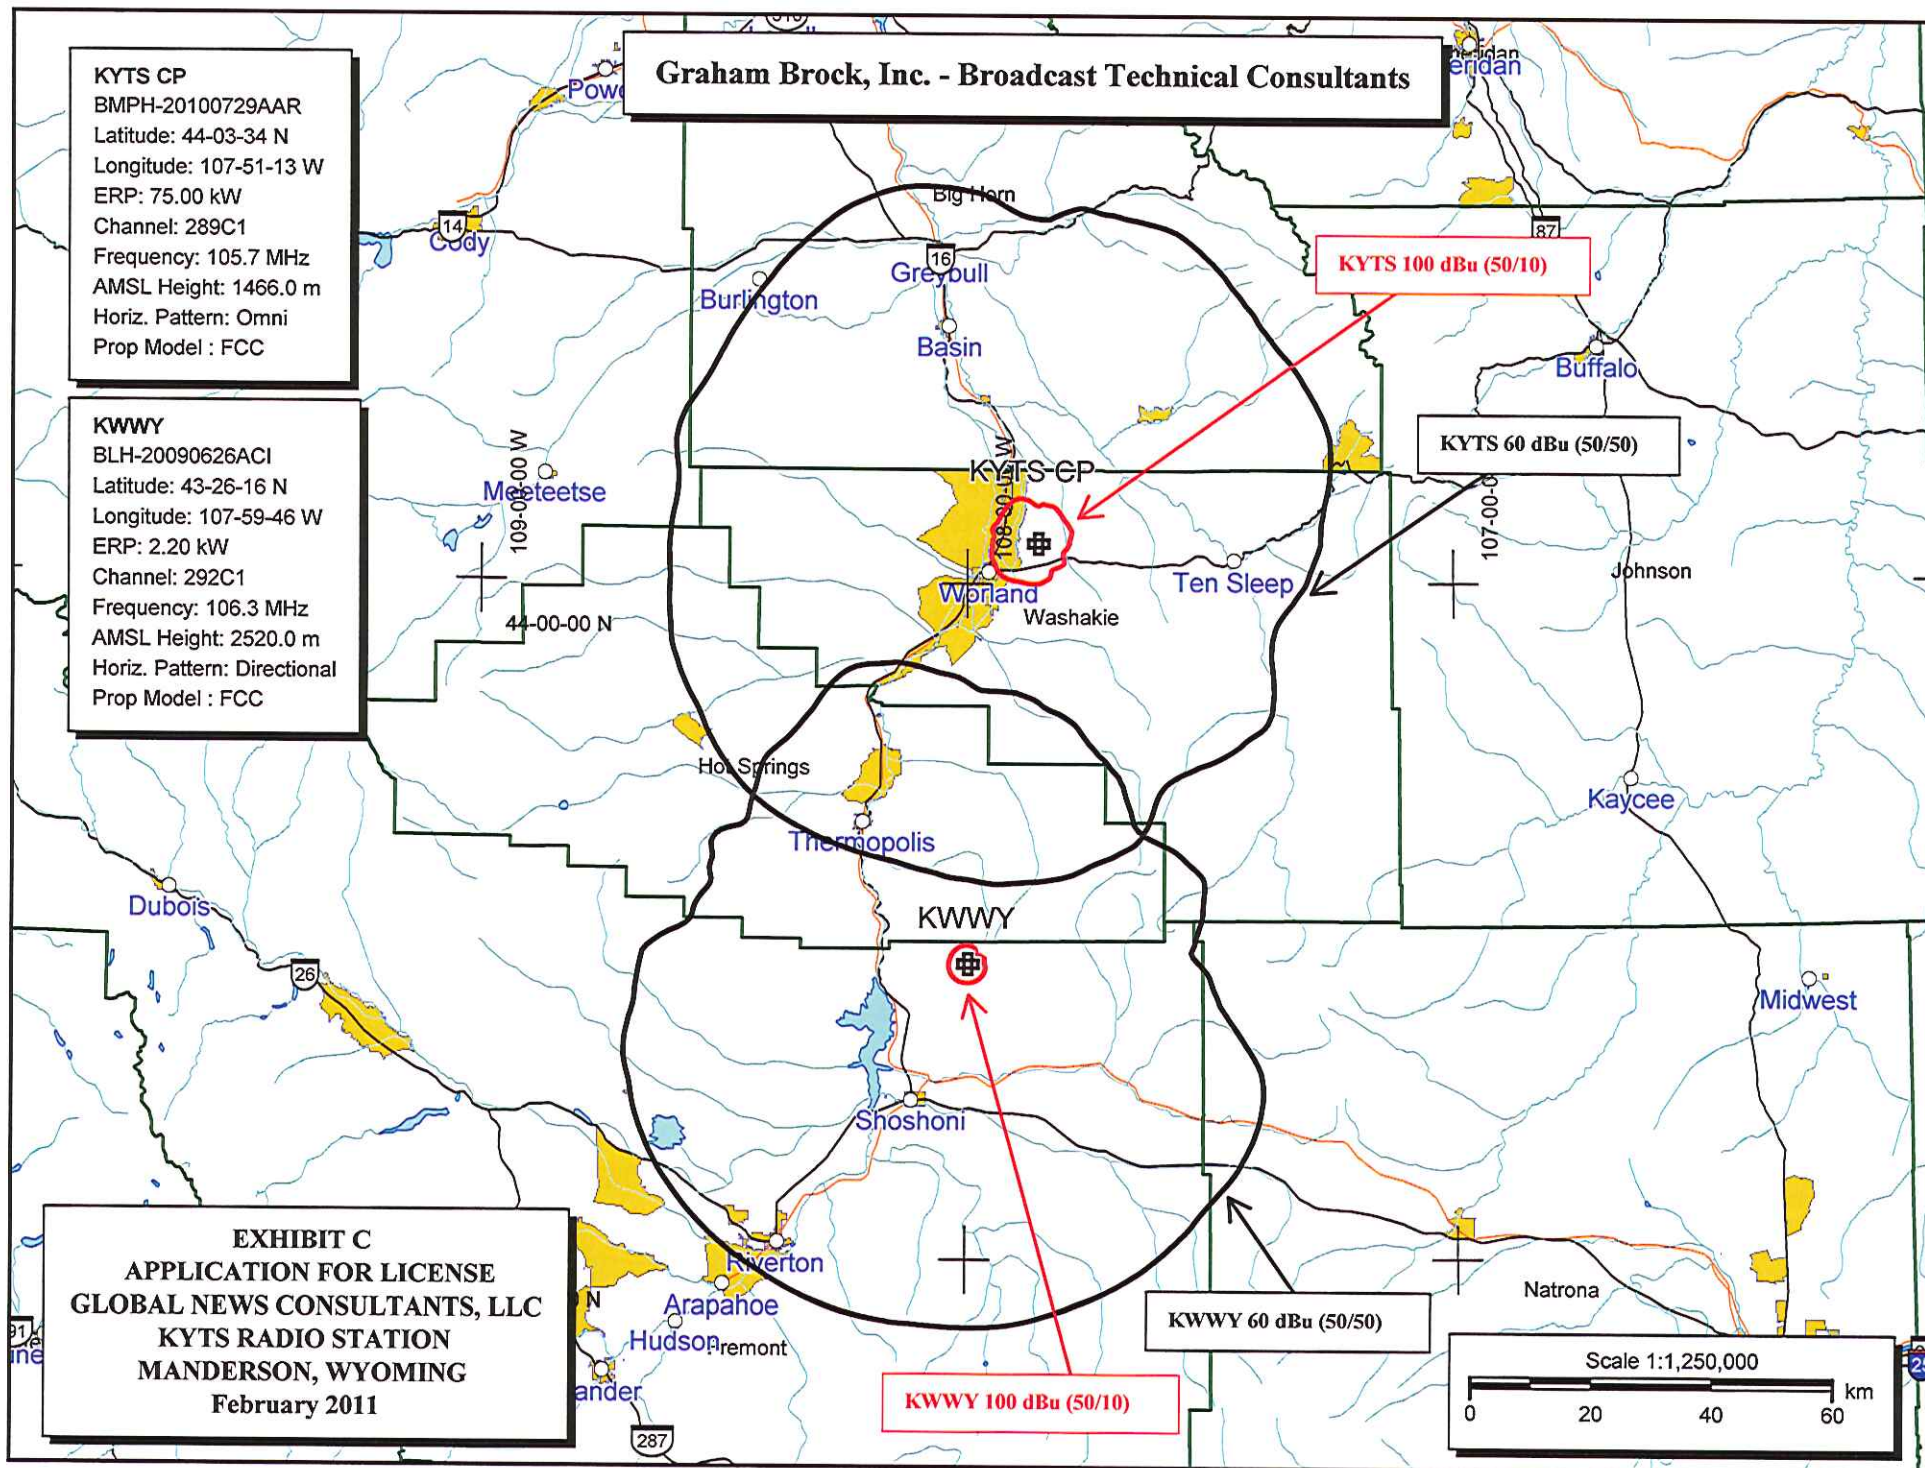 Graham Brock, Inc. - Broadcast Technical Consultants
KYTS CP
BMPH-20100729AAR
Latitude: 44-03-34 N
Longitude: 107-51-13 W
ERP: 75.00 kW
Channel: 289C1
Frequency: 105.7 MHz
AMSL Height: 1466.0 m
Horiz. Pattern: Omni
Prop Model : FCC
KWWY
BLH-20090626ACI
Latitude: 43-26-16 N
Longitude: 107-59-46 W
ERP: 2.20 kW
Channel: 292C1
Frequency: 106.3 MHz
AMSL Height: 2520.0 m
Horiz. Pattern: Directional
Prop Model : FCC
14
Cody
Big Horn
16
Greybull
Burlington
Basin
87
KYTS 100 dBu (50/10)
Buffalo
KYTS 60 dBu (50/50)
Meeteetse
109-00-00 W
KYTS CP
Worland
Ten Sleep
Washakie
Johnson
44-00-00 N
Hot Springs
Thermopolis
Kaycee
Dubois
KWWY
26
Midwest
Shoshoni
Riverton
Arapahoe
Hudson
Natrona
287
KWWY 60 dBu (50/50)
KWWY 100 dBu (50/10)
EXHIBIT C
APPLICATION FOR LICENSE
GLOBAL NEWS CONSULTANTS, LLC
KYTS RADIO STATION
MANDERSON, WYOMING
February 2011
Scale 1:1,250,000
0 20 40 60 km